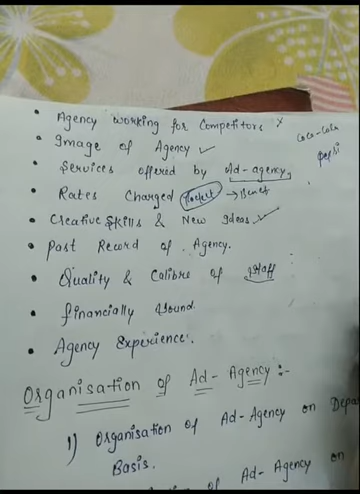 • Agency working for Competitors x
Coca-Cola
• Image of Agency ✓
Pepsi
• Services offered by Ad-agency,
• Rates Charged →
• Creative Skills & New Ideas ✓
• Past Record of Agency.
• Quality & Calibre of Staff
• Financially Sound.
• Agency Experience.
Organisation of Ad-Agency :-
1) Organisation of Ad-Agency on Depa
Basis.
of Ad-Agency on